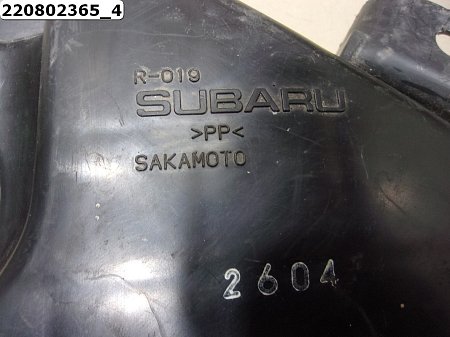 220802365_4
R-019
SUBARU
>PP<
SAKAMOTO
2604